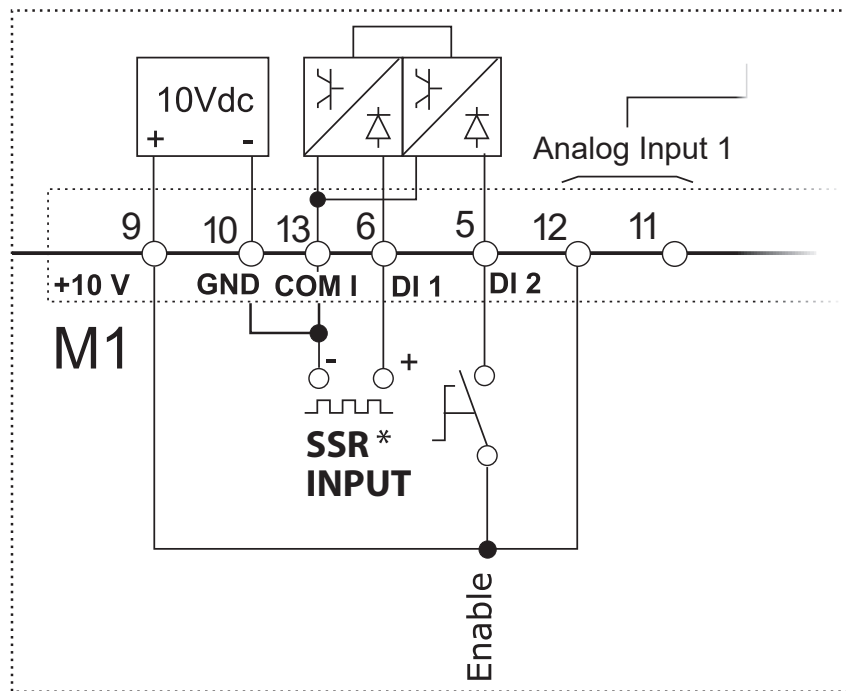 10Vdc
+ -
Analog Input 1
9 10 13 6 5 12 11
+10 V GND COM I DI 1 DI 2
M1
- +
SSR *
INPUT
Enable